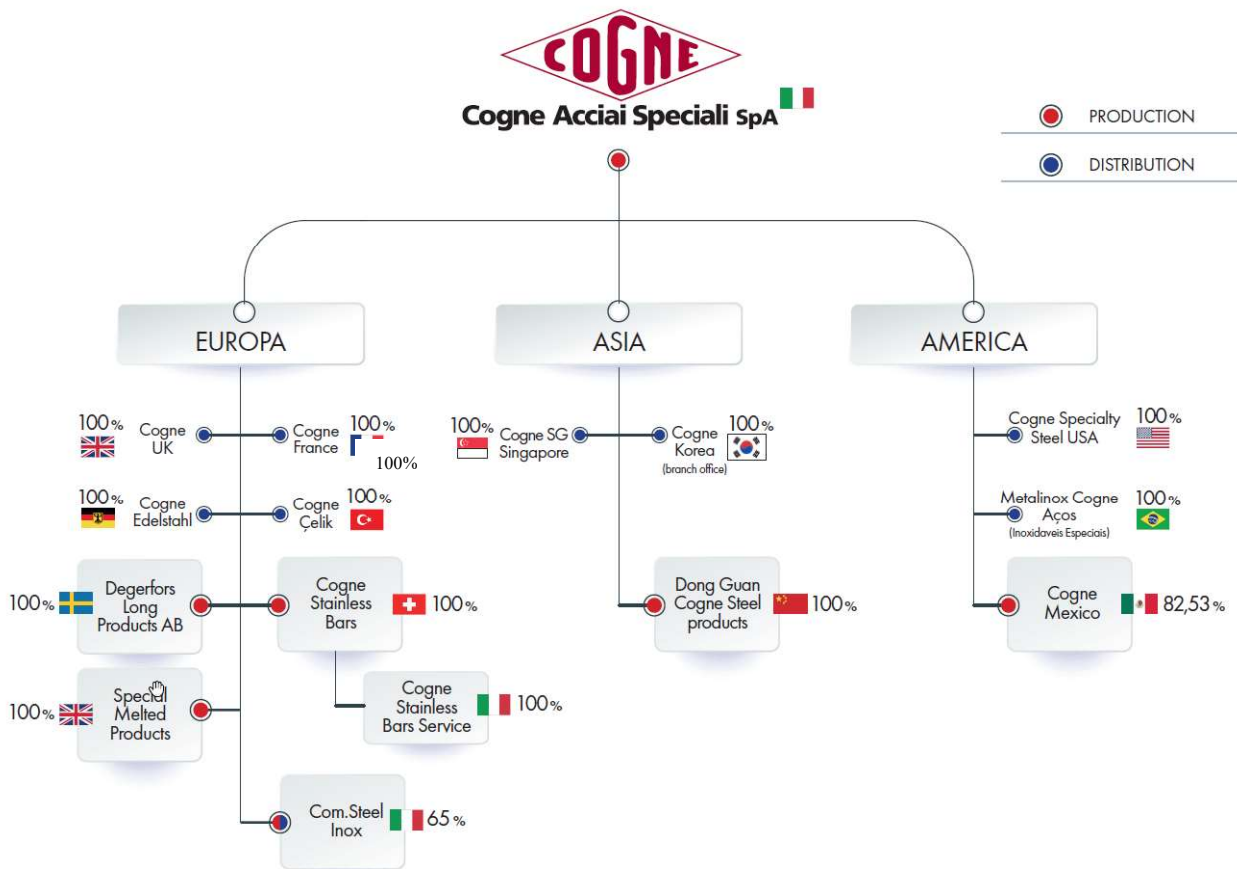 COGNE
Cogne Acciai Speciali SpA
PRODUCTION
DISTRIBUTION
EUROPA
ASIA
AMERICA
100%
Cogne
UK
Cogne
France
100%
100%
100%
Cogne
Edelstahl
Cogne
Çelik
100%
100%
Degerfors
Long
Products AB
Cogne
Stainless
Bars
100%
100%
Special
Melted
Products
Cogne
Stainless
Bars Service
100%
Com.Steel
Inox
65%
100%
Cogne SG
Singapore
Cogne
Korea
(branch office)
100%
Dong Guan
Cogne Steel
products
100%
Cogne Specialty
Steel USA
100%
Metalinox Cogne
Aços
(Inoxidaveis Especiais)
100%
Cogne
Mexico
82,53%